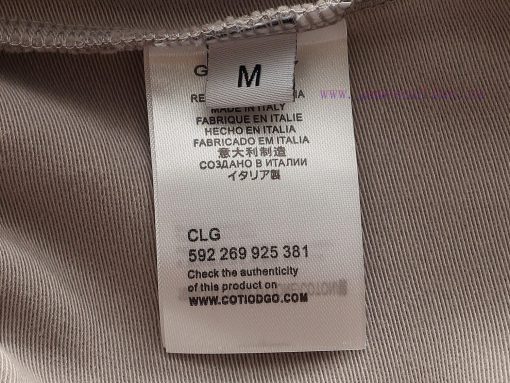 M
MADE IN ITALY
FABRIQUE EN ITALIE
HECHO EN ITALIA
FABRICADO EM ITALIA
意大利制造
СОЗДАНО В ИТАЛИИ
イタリア製
CLG
592 269 925 381
Check the authenticity
of this product on
WWW.COTIODGO.COM